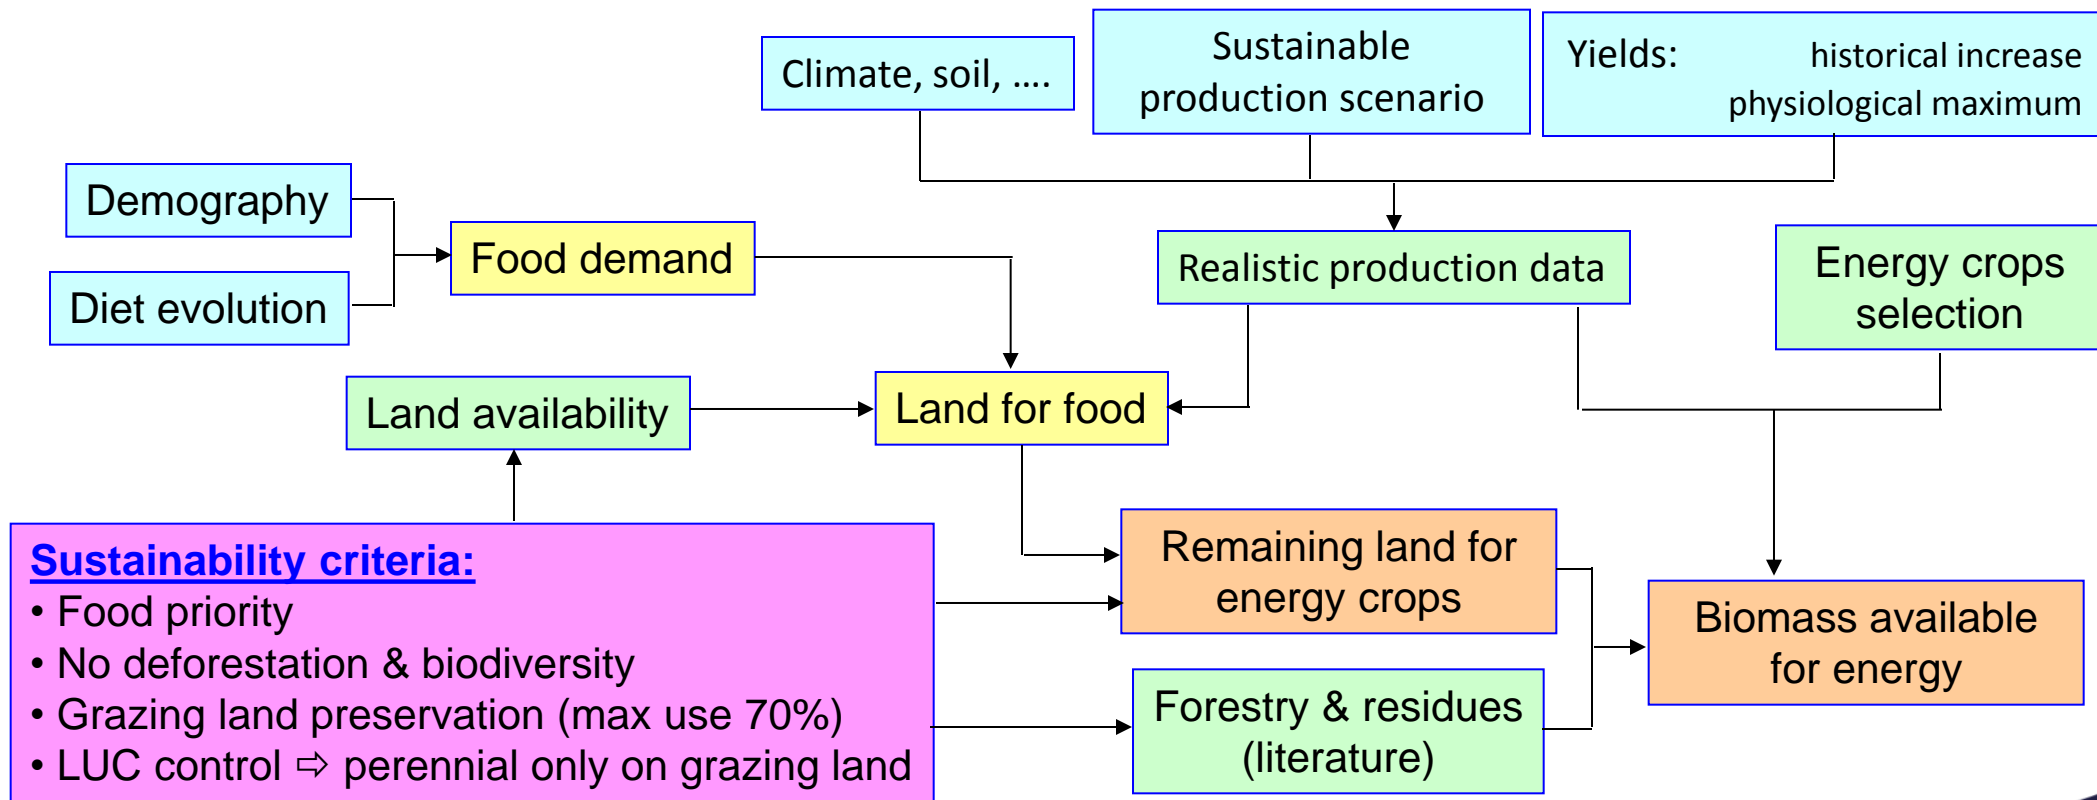 Climate, soil, ....
Sustainable
production scenario
Yields: historical increase
physiological maximum
Demography
Diet evolution
Food demand
Realistic production data
Energy crops
selection
Land availability
Land for food
Sustainability criteria:
• Food priority
• No deforestation & biodiversity
• Grazing land preservation (max use 70%)
• LUC control ⇨ perennial only on grazing land
Remaining land for
energy crops
Forestry & residues
(literature)
Biomass available
for energy